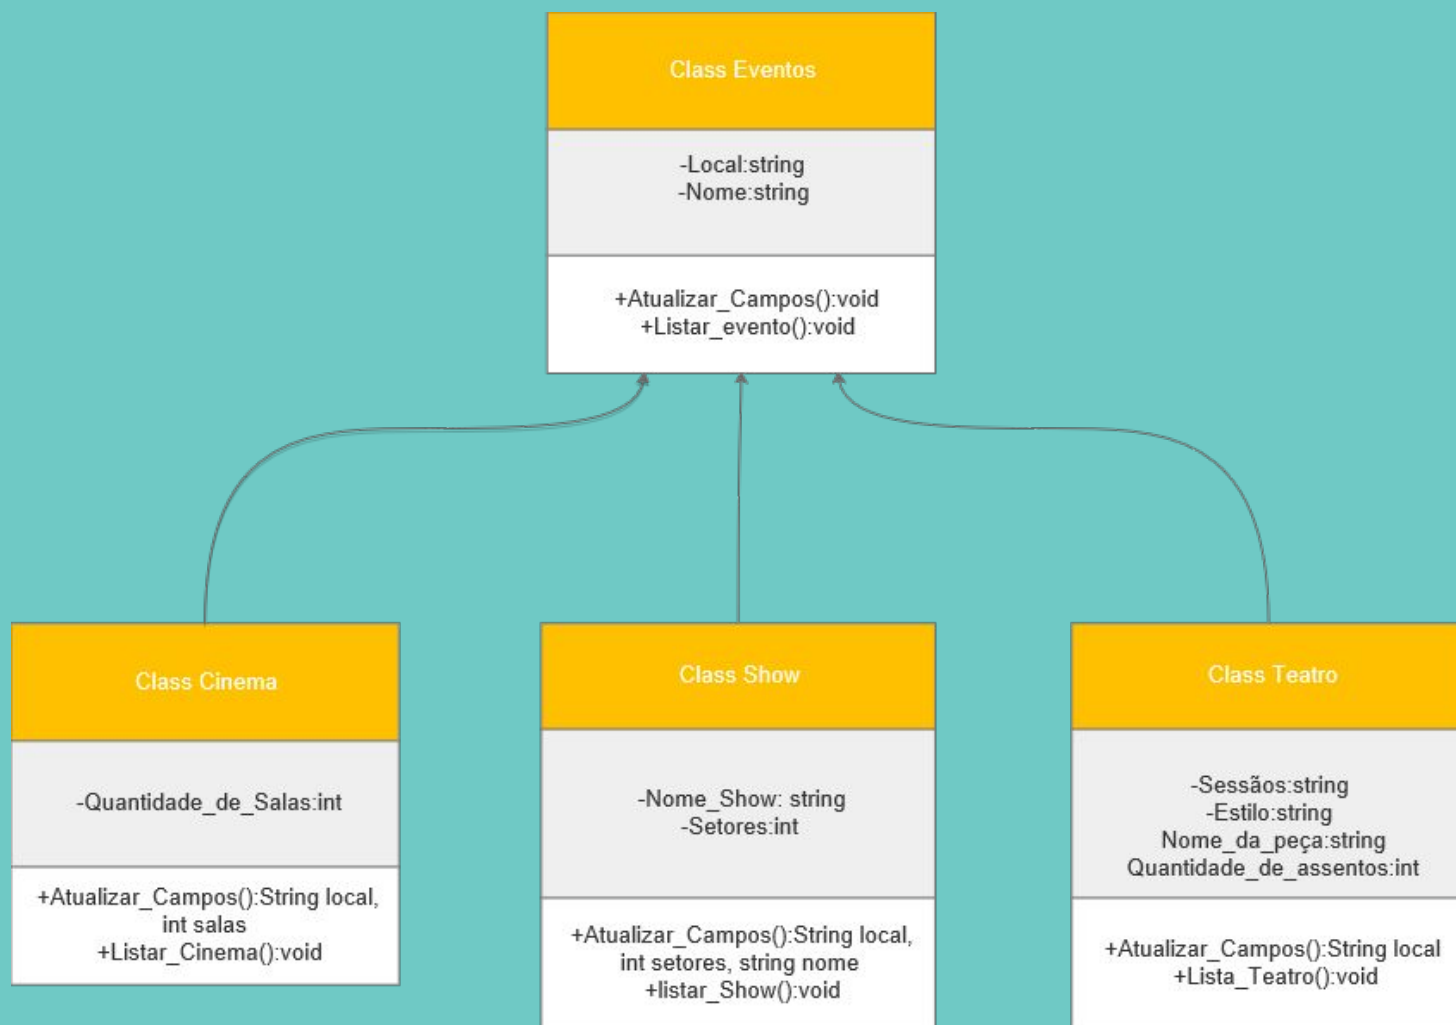 Class Eventos
-Local:string
-Nome:string
+Atualizar_Campos():void
+Listar_evento():void
Class Cinema
-Quantidade_de_Salas:int
+Atualizar_Campos():String local,
int salas
+Listar_Cinema():void
Class Show
-Nome_Show: string
-Setores:int
+Atualizar_Campos():String local,
int setores, string nome
+listar_Show():void
Class Teatro
-Sessãos:string
-Estilo:string
Nome_da_peça:string
Quantidade_de_assentos:int
+Atualizar_Campos():String local
+Lista_Teatro():void